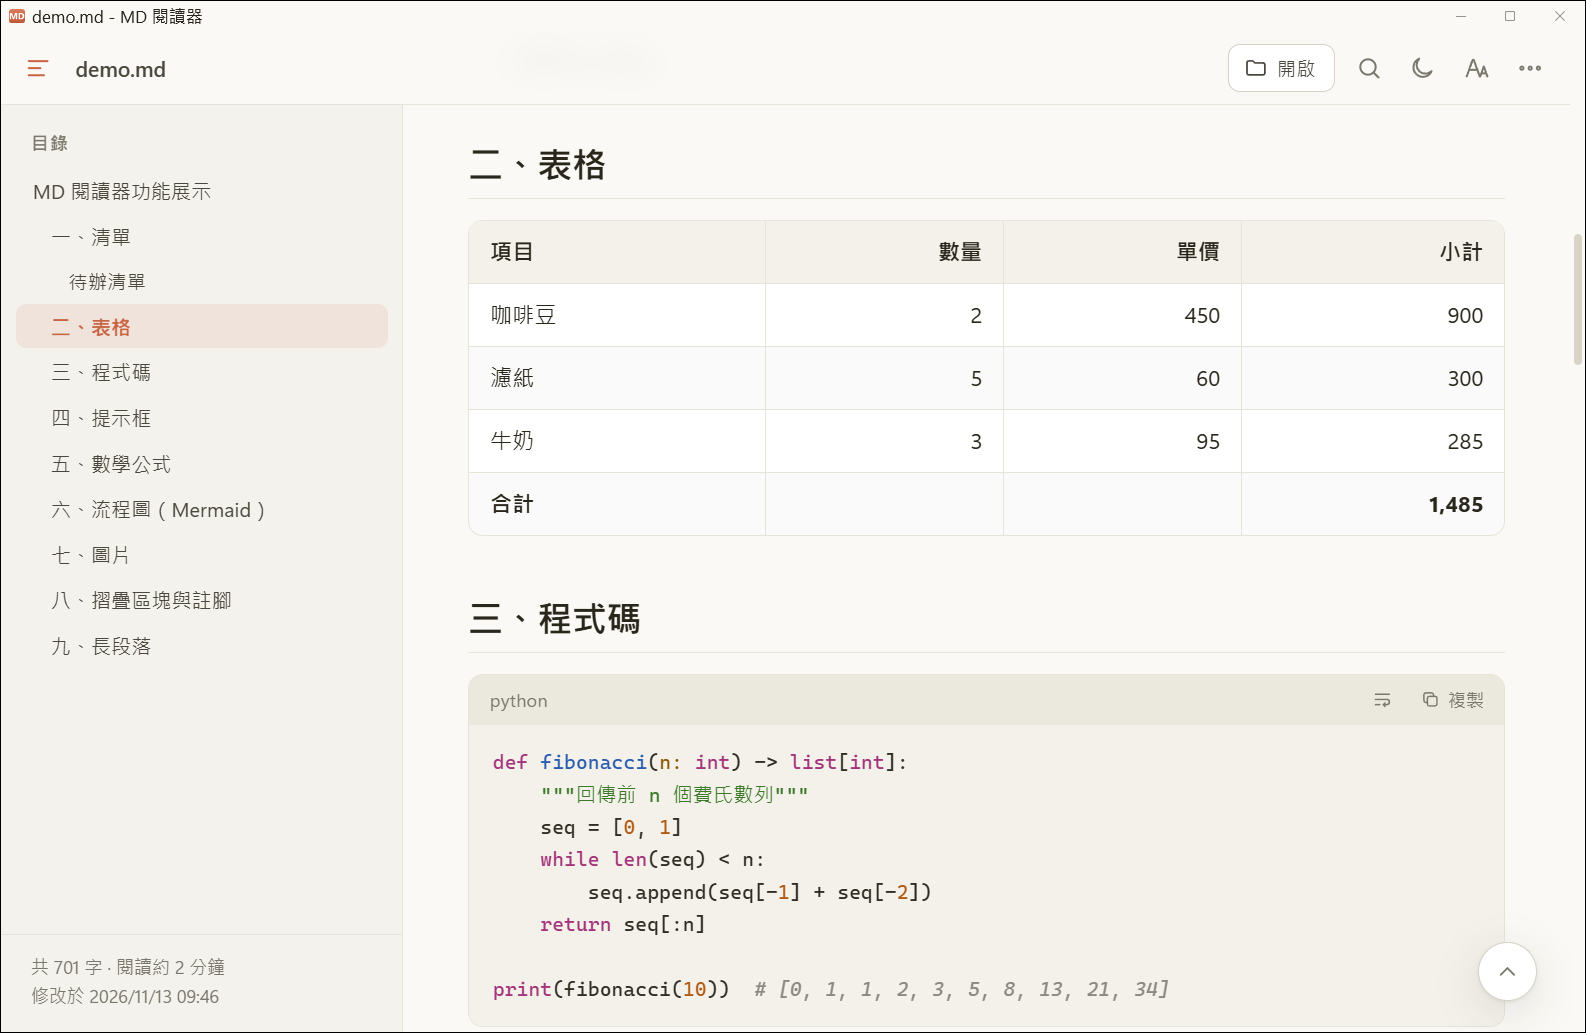 MD demo.md - MD 閱讀器
demo.md
開啟
目錄
MD 閱讀器功能展示
一、清單
待辦清單
二、表格
三、程式碼
四、提示框
五、數學公式
六、流程圖（Mermaid）
七、圖片
八、摺疊區塊與註腳
九、長段落
共 701 字 · 閱讀約 2 分鐘
修改於 2026/11/13 09:46
二、表格
項目 數量 單價 小計
咖啡豆 2 450 900
濾紙 5 60 300
牛奶 3 95 285
合計 1,485
三、程式碼
python 複製
def fibonacci(n: int) -> list[int]:
    """回傳前 n 個費氏數列"""
    seq = [0, 1]
    while len(seq) < n:
        seq.append(seq[-1] + seq[-2])
    return seq[:n]
print(fibonacci(10))  # [0, 1, 1, 2, 3, 5, 8, 13, 21, 34]